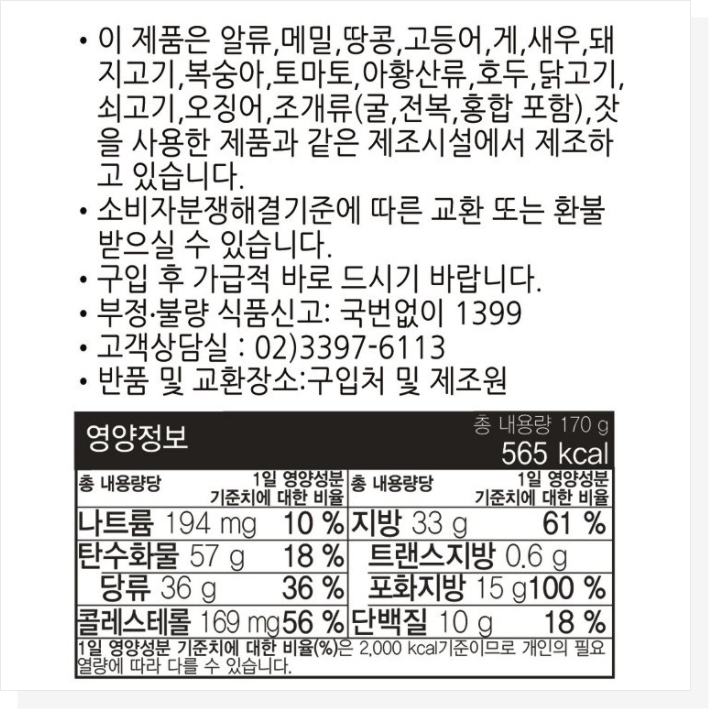 • 이 제품은 알류,메밀,땅콩,고등어,게,새우,돼
지고기,복숭아,토마토,아황산류,호두,닭고기,
쇠고기,오징어,조개류(굴,전복,홍합 포함),잣
을 사용한 제품과 같은 제조시설에서 제조하
고 있습니다.
• 소비자분쟁해결기준에 따른 교환 또는 환불
받으실 수 있습니다.
• 구입 후 가급적 바로 드시기 바랍니다.
• 부정·불량 식품신고: 국번없이 1399
• 고객상담실 : 02)3397-6113
• 반품 및 교환장소:구입처 및 제조원
영양정보
총 내용량 170 g
565 kcal
총 내용량당 1일 영양성분 기준치에 대한 비율 총 내용량당 1일 영양성분 기준치에 대한 비율
나트륨 194 mg 10 % 지방 33 g 61 %
탄수화물 57 g 18 % 트랜스지방 0.6 g
당류 36 g 36 % 포화지방 15 g 100 %
콜레스테롤 169 mg 56 % 단백질 10 g 18 %
1일 영양성분 기준치에 대한 비율(%)은 2,000 kcal기준이므로 개인의 필요
열량에 따라 다를 수 있습니다.